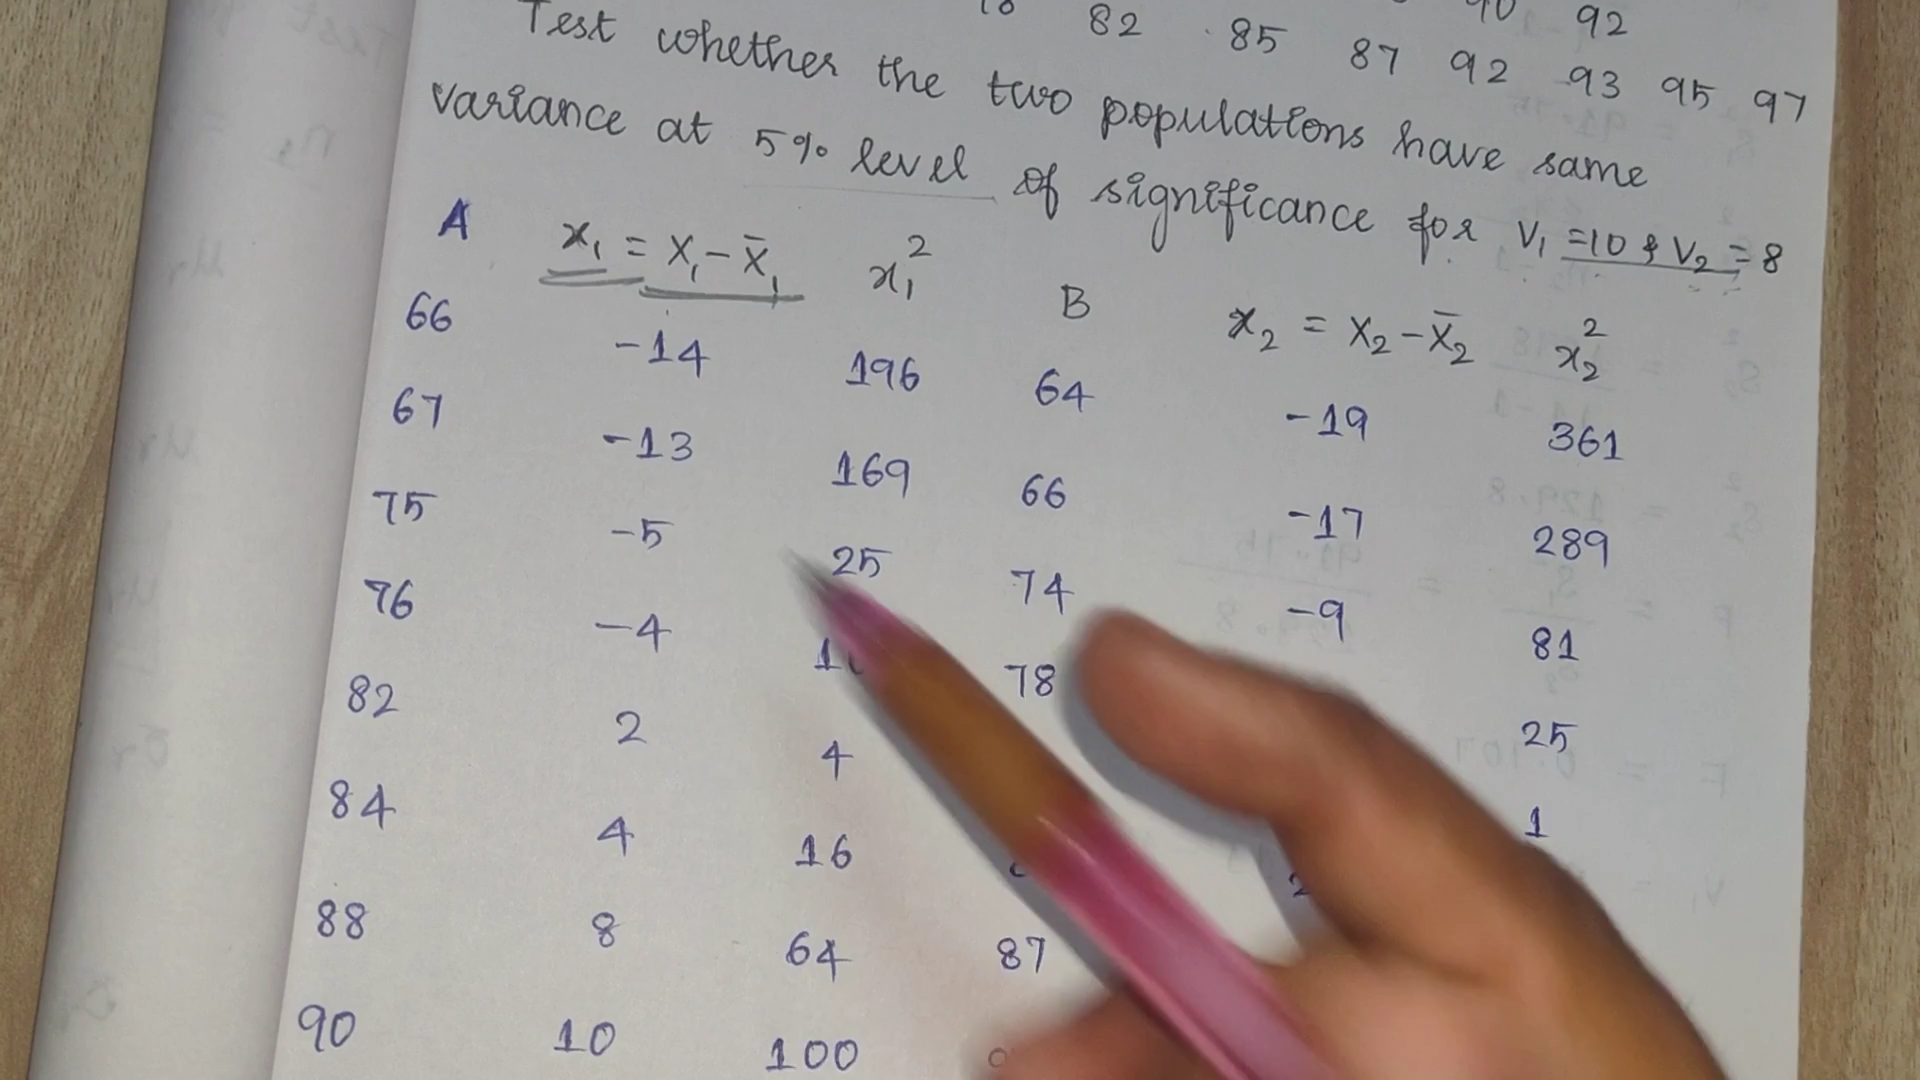 82 85 87 92 93 95 97
92
Test whether the two populations have same
variance at 5% level of significance for V₁ = 10 & V₂ = 8
A x₁ = X₁ - X̄₁ x₁² B x₂ = X₂ - X̄₂ x₂²
66 -14 196 64 -19 361
67 -13 169 66 -17 289
75 -5 25 74 -9 81
76 -4 78 25
82 2 4 1
84 4 16
88 8 64 87
90 10 100